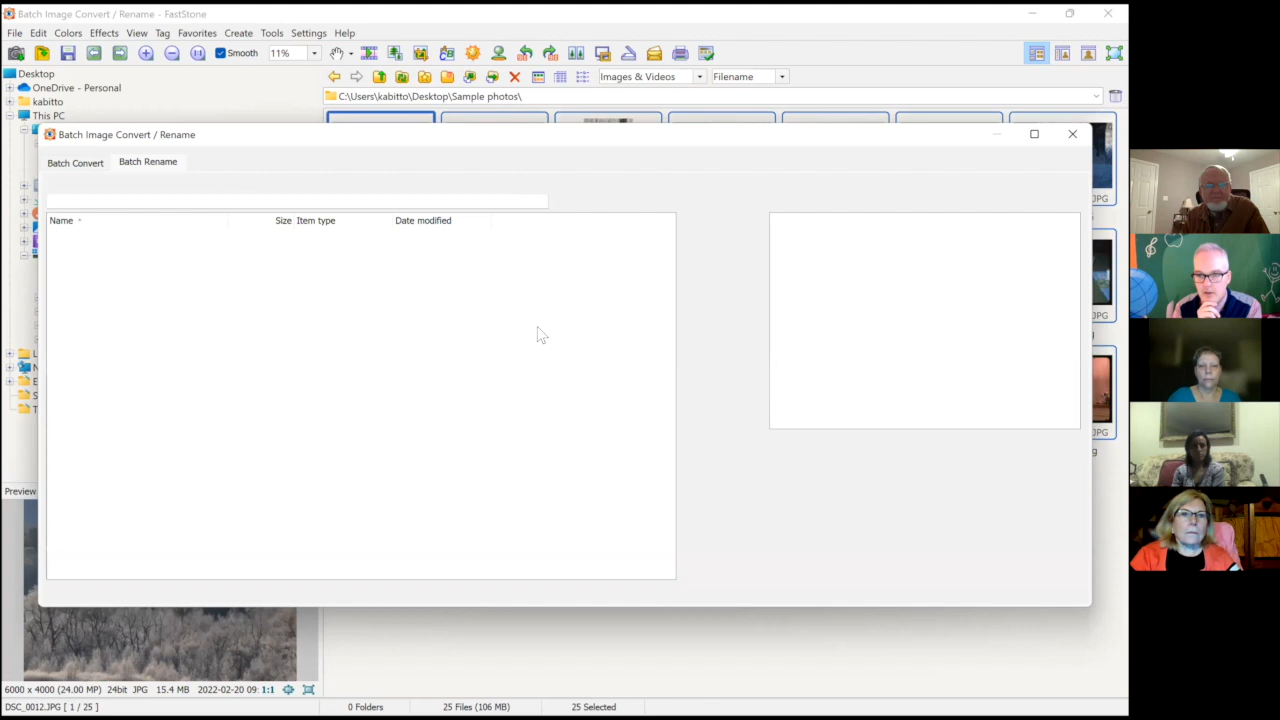 Batch Image Convert / Rename - FastStone
File Edit Colors Effects View Tag Favorites Create Tools Settings Help
Smooth 11%
Desktop
OneDrive - Personal
kabitto
This PC
Images & Videos Filename
C:\Users\kabitto\Desktop\Sample photos\
Batch Image Convert / Rename
Batch Convert Batch Rename
Name Size Item type Date modified
JPG
JPG
JPG
Preview
6000 x 4000 (24.00 MP) 24bit JPG 15.4 MB 2022-02-20 09: 1:1
DSC_0012.JPG [ 1 / 25 ] 0 Folders 25 Files (106 MB) 25 Selected